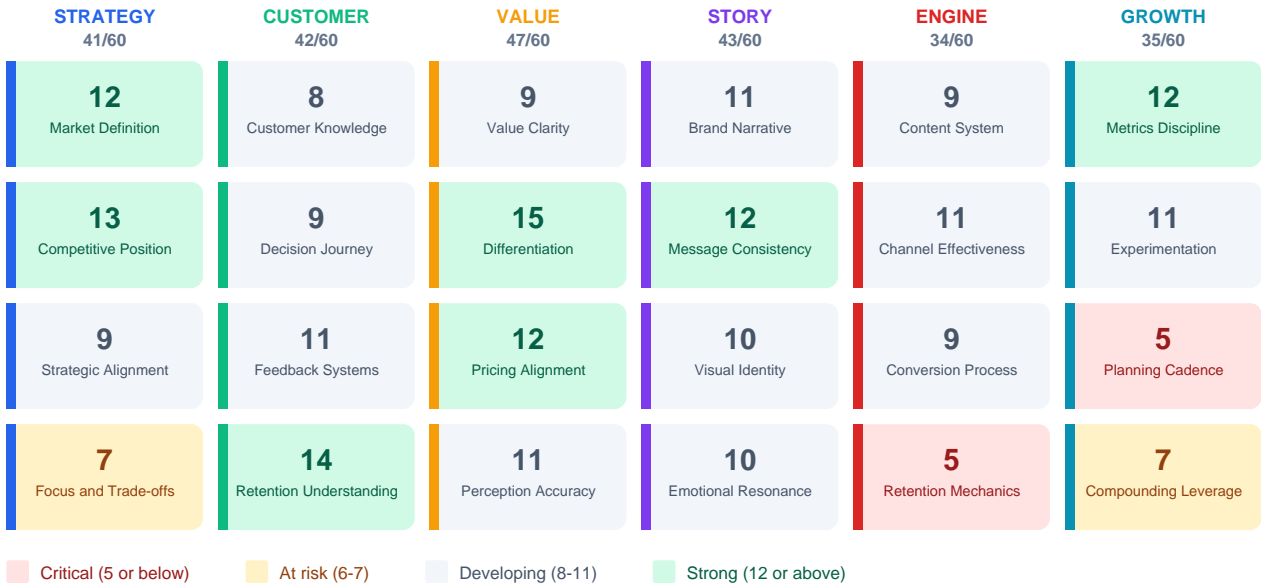 STRATEGY CUSTOMER VALUE STORY ENGINE GROWTH
41/60 42/60 47/60 43/60 34/60 35/60
12 8 9 11 9 12
Market Definition Customer Knowledge Value Clarity Brand Narrative Content System Metrics Discipline
13 9 15 12 11 11
Competitive Position Decision Journey Differentiation Message Consistency Channel Effectiveness Experimentation
9 11 12 10 9 5
Strategic Alignment Feedback Systems Pricing Alignment Visual Identity Conversion Process Planning Cadence
7 14 11 10 5 7
Focus and Trade-offs Retention Understanding Perception Accuracy Emotional Resonance Retention Mechanics Compounding Leverage
Critical (5 or below) At risk (6-7) Developing (8-11) Strong (12 or above)